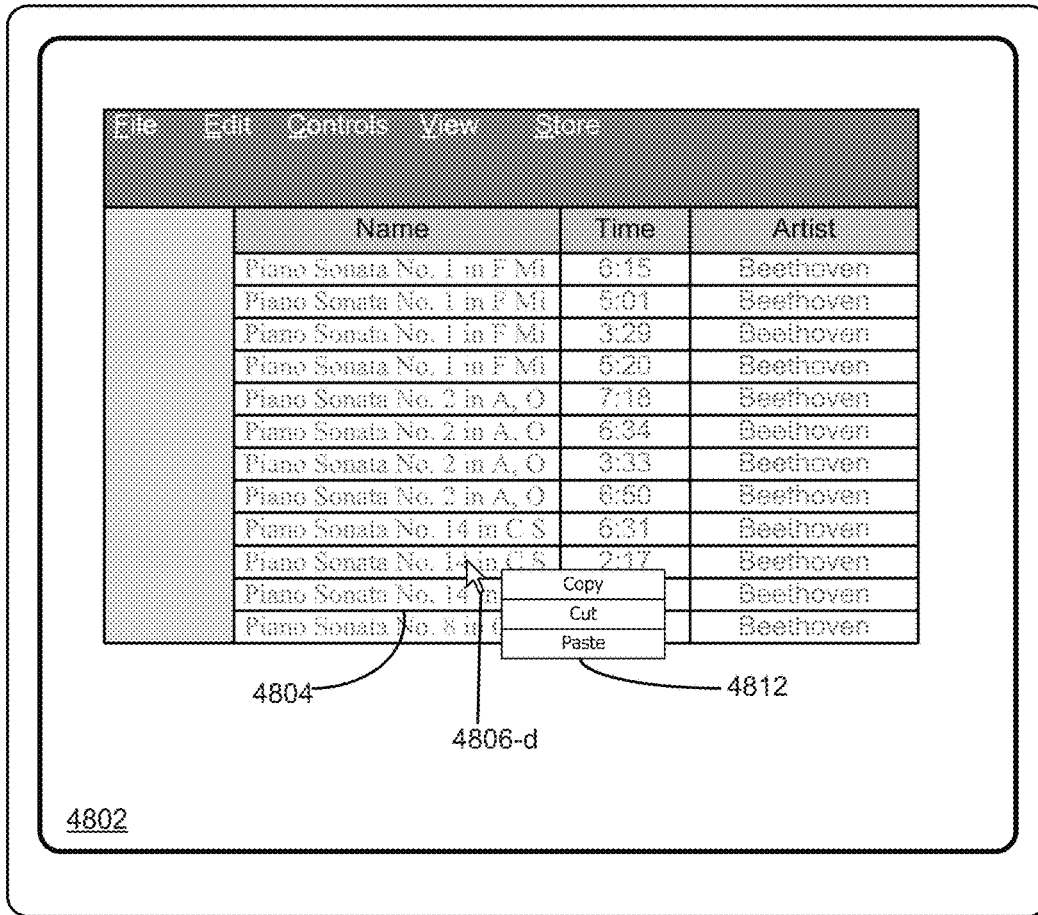 File Edit Controls View Store
Name Time Artist
Piano Sonata No. 1 in F Mi 6:15 Beethoven
Piano Sonata No. 1 in F Mi 5:01 Beethoven
Piano Sonata No. 1 in F Mi 3:29 Beethoven
Piano Sonata No. 1 in F Mi 5:20 Beethoven
Piano Sonata No. 2 in A, O 7:18 Beethoven
Piano Sonata No. 2 in A, O 6:34 Beethoven
Piano Sonata No. 2 in A, O 3:33 Beethoven
Piano Sonata No. 2 in A, O 6:50 Beethoven
Piano Sonata No. 14 in C S 6:31 Beethoven
Piano Sonata No. 14 in C S 2:17 Beethoven
Piano Sonata No. 14 in Beethoven
Piano Sonata No. 8 in Beethoven
Copy
Cut
Paste
4804
4812
4806-d
4802